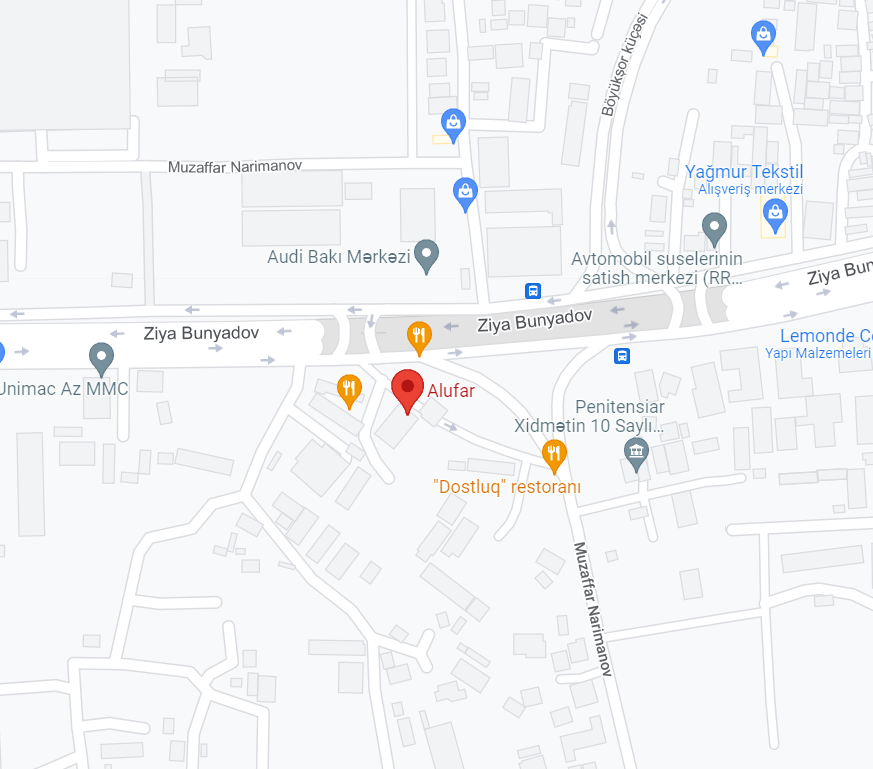 Böyükşor küçəsi
Muzaffar Narimanov
Yağmur Tekstil
Alışveriş merkezi
Audi Bakı Mərkəzi
Avtomobil suselerinin
satish merkezi (RR...
Ziya Bun
Ziya Bunyadov
Ziya Bunyadov
Lemonde C
Yapı Malzemeleri
Unimac Az MMC
Alufar
Penitensiar
Xidmətin 10 Saylı...
"Dostluq" restoranı
Muzaffar Narimanov